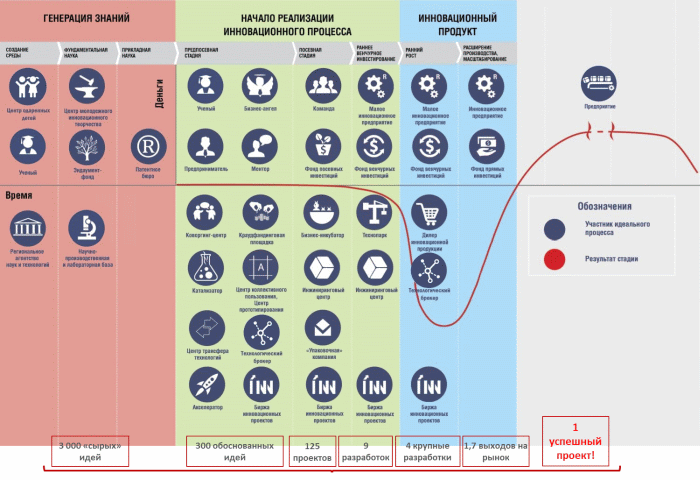 ГЕНЕРАЦИЯ ЗНАНИЙ
НАЧАЛО РЕАЛИЗАЦИИ
ИННОВАЦИОННОГО ПРОЦЕССА
ИННОВАЦИОННЫЙ
ПРОДУКТ
СОЗДАНИЕ
СРЕДЫ
ФУНДАМЕНТАЛЬНАЯ
НАУКА
ПРИКЛАДНАЯ
НАУКА
ПРЕДПОСЕВНАЯ
СТАДИЯ
ПОСЕВНАЯ
СТАДИЯ
РАННЕЕ
ВЕНЧУРНОЕ
ИНВЕСТИРОВАНИЕ
РАННИЙ
РОСТ
РАСШИРЕНИЕ
ПРОИЗВОДСТВА,
МАСШТАБИРОВАНИЕ
Деньги
Центр одаренных
детей
Центр молодежного
инновационного
творчества
Ученый
Бизнес-ангел
Команда
R
Малое
инновационное
предприятие
R
Малое
инновационное
предприятие
R
Инновационное
предприятие
Предприятие
Ученый
Эндаумент-
фонд
R
Патентное
бюро
Предприниматель
Ментор
Фонд посевных
инвестиций
Фонд венчурных
инвестиций
Фонд венчурных
инвестиций
Фонд прямых
инвестиций
Время
Региональное
агентство
наук и технологий
Научно-
производственная
и лабораторная база
Коворкинг-центр
Краудфандинговая
площадка
Бизнес-инкубатор
Технопарк
Дилер
инновационной
продукции
Обозначения
Участник идеального
процесса
Результат стадии
Катализатор
Центр коллективного
пользования,
Центр
прототипирования
Инжиниринговый
центр
Инжиниринговый
центр
Технологический
брокер
Центр трансфера
технологий
Технологический
брокер
«Упаковочная»
компания
Акселератор
Биржа
инновационных
проектов
Биржа
инновационных
проектов
Биржа
инновационных
проектов
Биржа
инновационных
проектов
3 000 «сырых»
идей
300 обоснованных
идей
125
проектов
9
разработок
4 крупные
разработки
1,7 выходов на
рынок
1
успешный
проект!